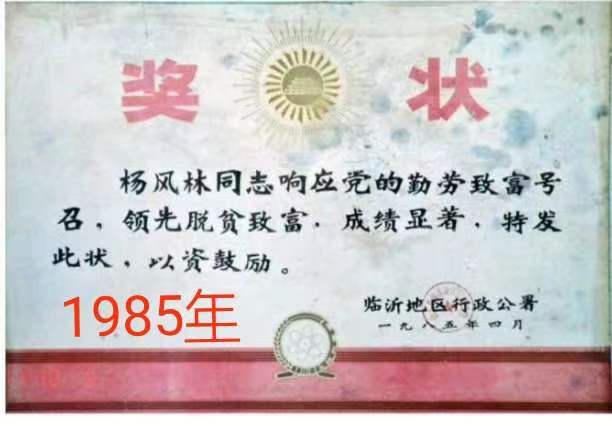 奖 状
杨风林同志响应党的勤劳致富号
召，领先脱贫致富．成绩显著，特发
此状，以资鼓励。
临沂地区行政公署
一九八五年四月
1985年